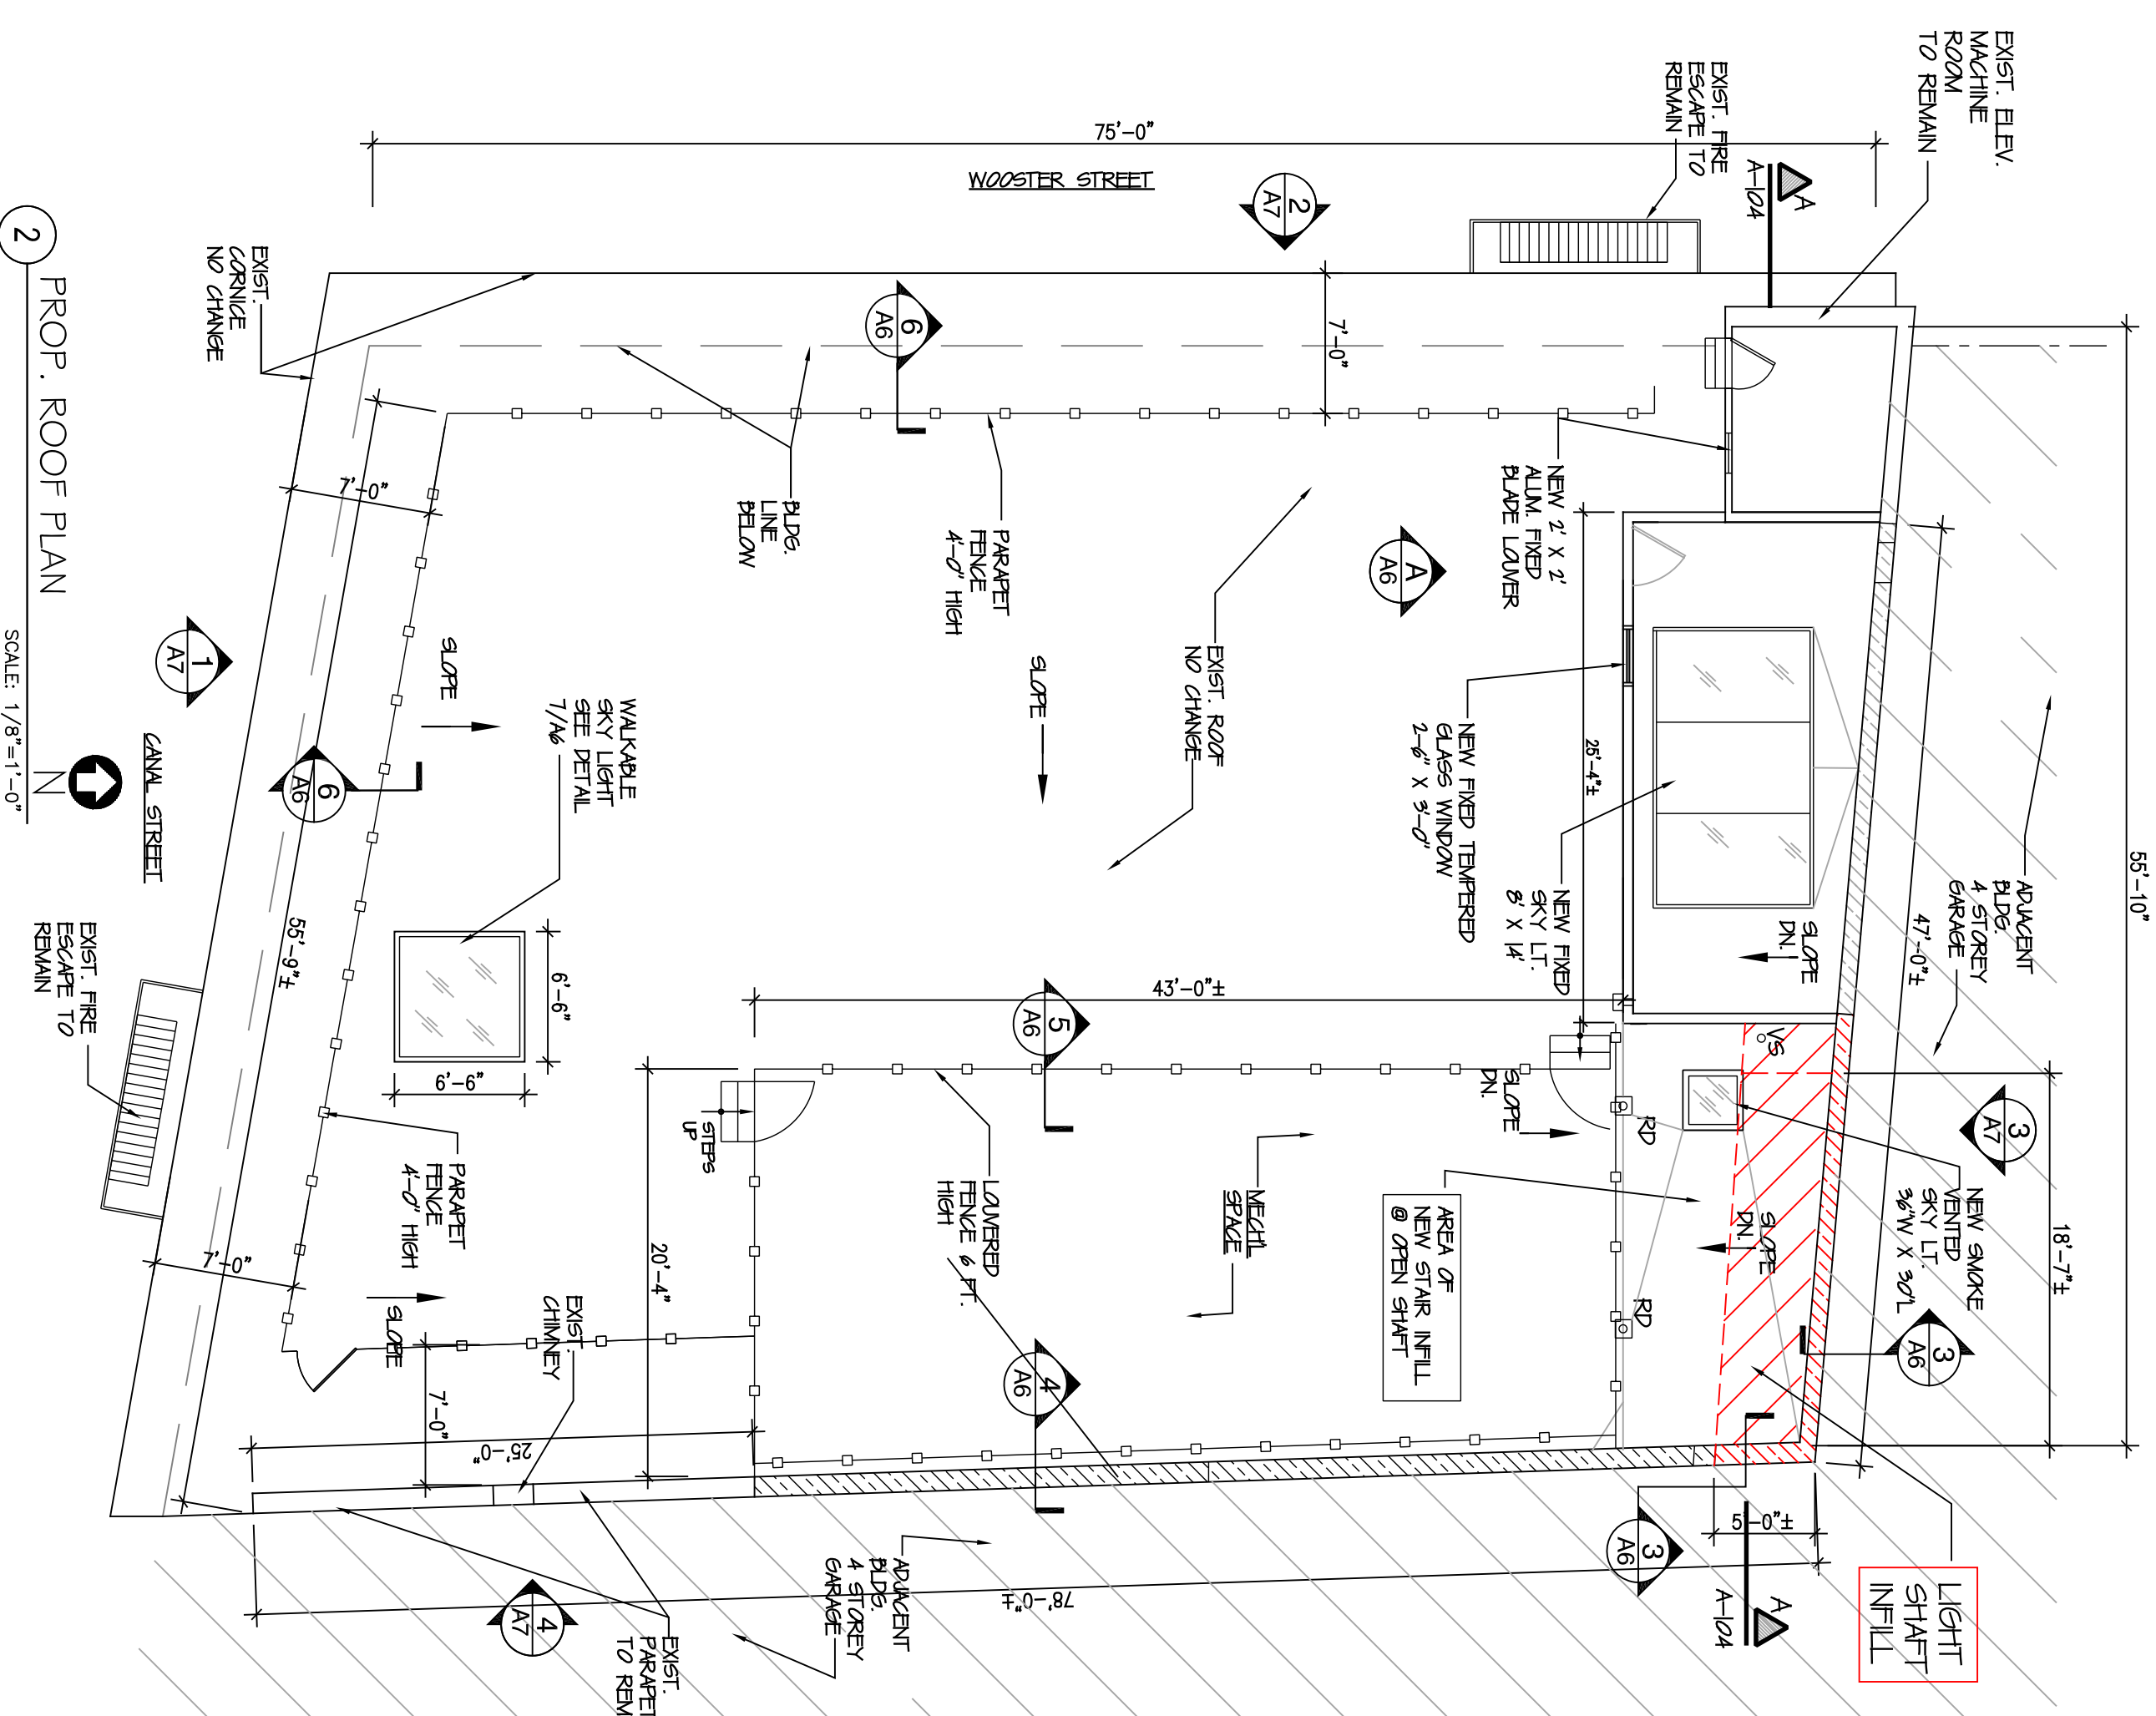 EXIST. ELEV.
MACHINE
ROOM
TO REMAIN
EXIST. FIRE
ESCAPE TO
REMAIN
A
A-104
75'-0"
WOOSTER STREET
2
A7
7'-0"
6
A6
EXIST.
CORNICE
NO CHANGE
2
PROP. ROOF PLAN
SCALE: 1/8"=1'-0"
N
CANAL STREET
1
A7
7'-0"
BLDG.
LINE
BELOW
PARAPET
FENCE
4'-0" HIGH
NEW 2' X 2'
ALUM. FIXED
BLADE LOUVER
A
A6
EXIST. ROOF
NO CHANGE
SLOPE
SLOPE
WALKABLE
SKY LIGHT
SEE DETAIL
7/A6
6
A6
NEW FIXED TEMPERED
GLASS WINDOW
2-6" X 3'-0"
25'-4"±
NEW FIXED
SKY LT.
8' X 14'
SLOPE
DN.
47'-0"±
ADJACENT
BLDG.
4 STOREY
GARAGE
55'-10"
43'-0"±
5
A6
6'-6"
6'-6"
55'-9"±
EXIST. FIRE
ESCAPE TO
REMAIN
VS
3
A7
SLOPE
DN.
RD
STEPS
UP
PARAPET
FENCE
4'-0" HIGH
20'-4"
LOUVERED
FENCE 6 FT.
HIGH
MECH'L
SPACE
AREA OF
NEW STAIR INFILL
@ OPEN SHAFT
SLOPE
DN.
NEW SMOKE
VENTED
SKY LT.
36"W X 30"L
18'-7"±
RD
3
A6
7'-0"
SLOPE
EXIST.
CHIMNEY
4
A6
7'-0"
25'-0"
5'-0"±
3
A6
78'-0"±
ADJACENT
BLDG.
4 STOREY
GARAGE
4
A7
EXIST.
PARAPET
TO REM
A
A-104
LIGHT
SHAFT
INFILL